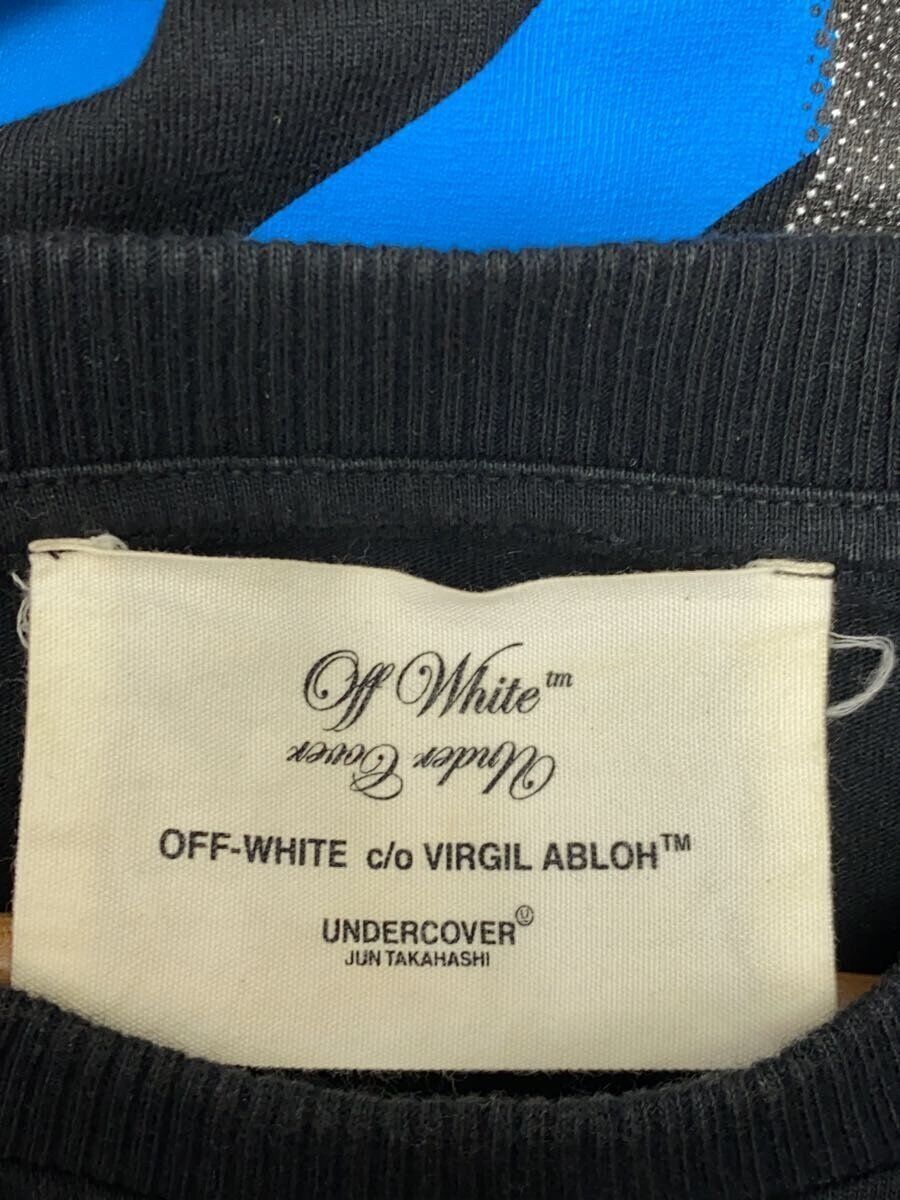 Off White™
Under Cover
OFF-WHITE c/o VIRGIL ABLOH™
UNDERCOVER Ⓤ
JUN TAKAHASHI